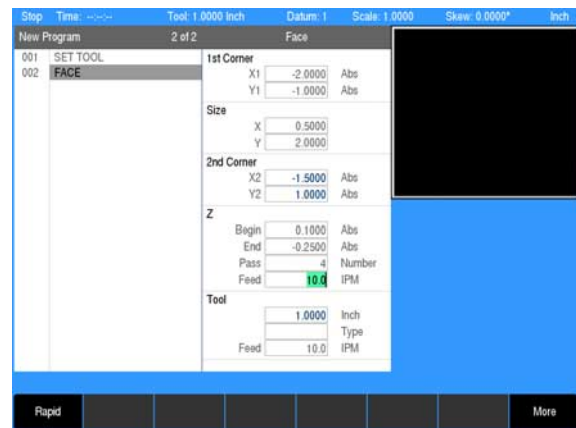 Stop Time: --:--:-- Tool: 1.0000 Inch Datum: 1 Scale: 1.0000 Skew: 0.0000° Inch
New Program 2 of 2 Face
001 SET TOOL
002 FACE
1st Corner
X1 -2.0000 Abs
Y1 -1.0000 Abs
Size
X 0.5000
Y 2.0000
2nd Corner
X2 -1.5000 Abs
Y2 1.0000 Abs
Z
Begin 0.1000 Abs
End -0.2500 Abs
Pass 4 Number
Feed 10.0 IPM
Tool
1.0000 Inch
Type
Feed 10.0 IPM
Rapid More